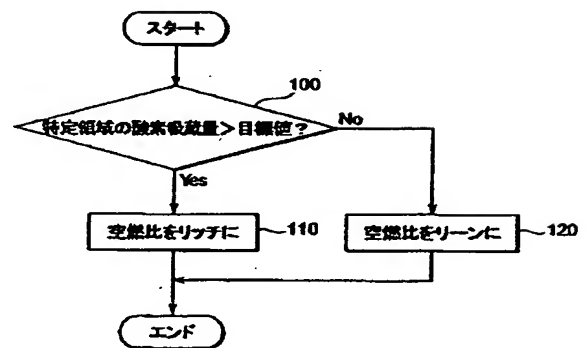 スタート
100
特定領域の酸素吸蔵量>目標値?
No
Yes
空燃比をリッチに
110
空燃比をリーンに
120
エンド